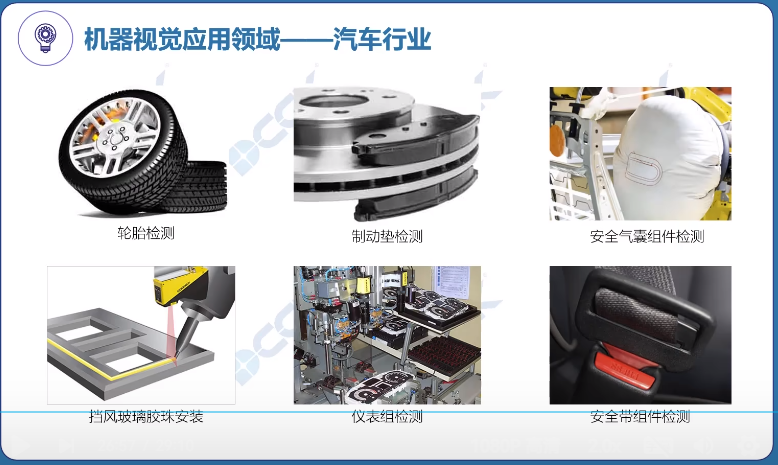 机器视觉应用领域——汽车行业
轮胎检测
制动垫检测
安全气囊组件检测
挡风玻璃胶珠安装
仪表组检测
安全带组件检测